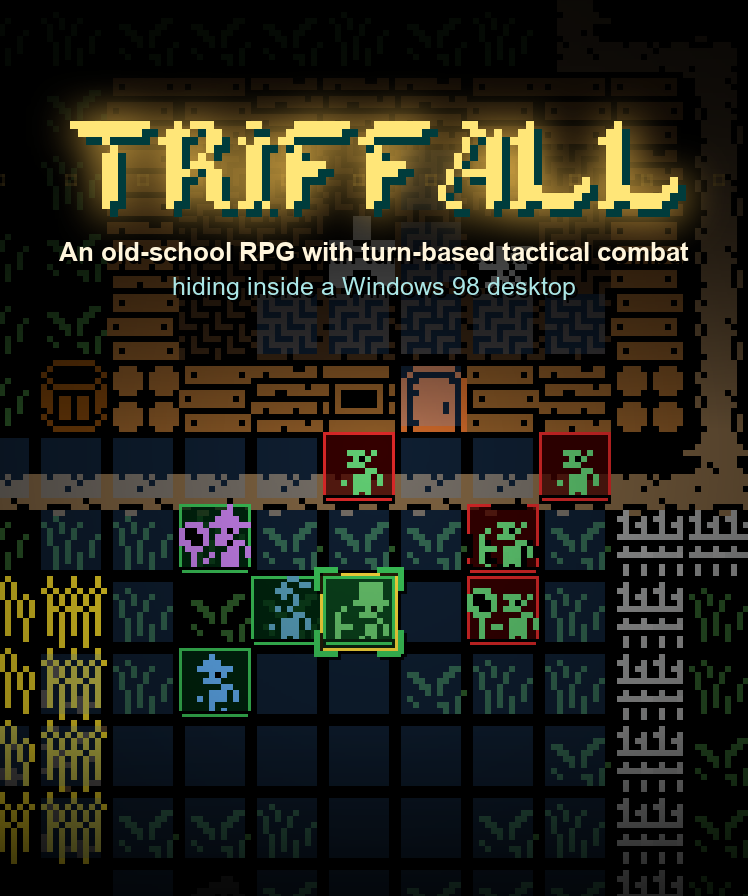 TRIFFALL
An old-school RPG with turn-based tactical combat
hiding inside a Windows 98 desktop